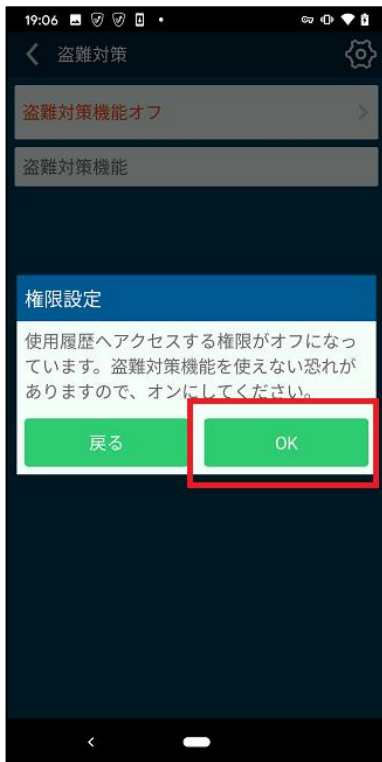 19:06
盗難対策
盗難対策機能オフ
盗難対策機能
権限設定
使用履歴へアクセスする権限がオフになっ
ています。盗難対策機能を使えない恐れが
ありますので、オンにしてください。
戻る
OK